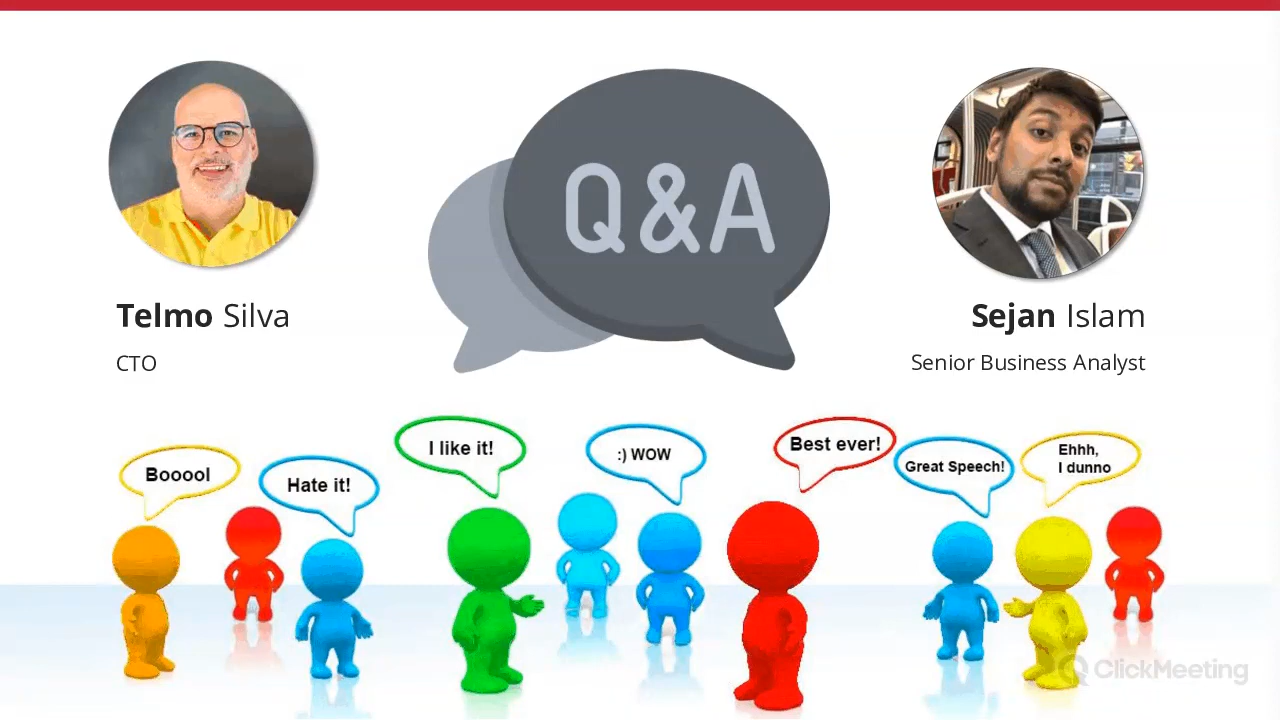 Q&A
Telmo Silva
CTO
Sejan Islam
Senior Business Analyst
Booool
Hate it!
I like it!
:) WOW
Best ever!
Great Speech!
Ehhh,
I dunno
ClickMeeting